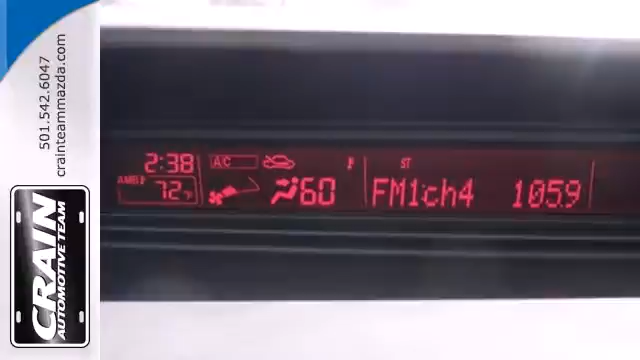 501.542.6047
crainteammazda.com
CRAIN
AUTOMOTIVE TEAM
2:38
A/C
AMB
72°F
60
ST
FM1ch4 105.9